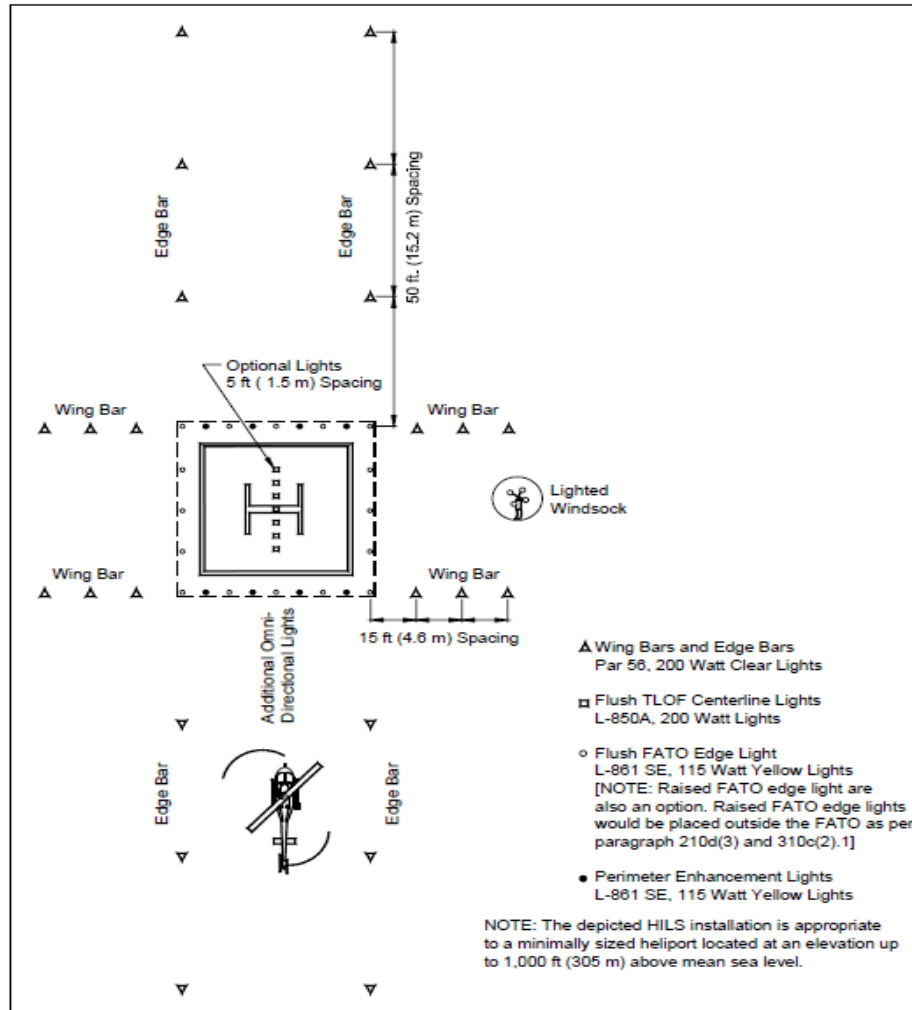 Edge Bar
Edge Bar
50 ft. (15.2 m) Spacing
Optional Lights
5 ft ( 1.5 m) Spacing
Wing Bar
Wing Bar
H
Lighted
Windsock
Wing Bar
Wing Bar
15 ft (4.6 m) Spacing
Additional Omni-
Directional Lights
Edge Bar
Edge Bar
Wing Bars and Edge Bars
Par 56, 200 Watt Clear Lights
Flush TLOF Centerline Lights
L-850A, 200 Watt Lights
Flush FATO Edge Light
L-861 SE, 115 Watt Yellow Lights
[NOTE: Raised FATO edge light are
also an option. Raised FATO edge lights
would be placed outside the FATO as per
paragraph 210d(3) and 310c(2).1]
Perimeter Enhancement Lights
L-861 SE, 115 Watt Yellow Lights
NOTE: The depicted HILS installation is appropriate
to a minimally sized heliport located at an elevation up
to 1,000 ft (305 m) above mean sea level.